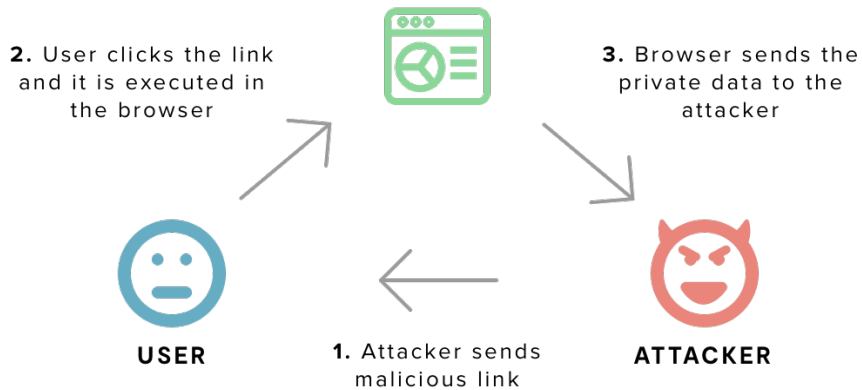 2. User clicks the link
and it is executed in
the browser
3. Browser sends the
private data to the
attacker
USER
1. Attacker sends
malicious link
ATTACKER